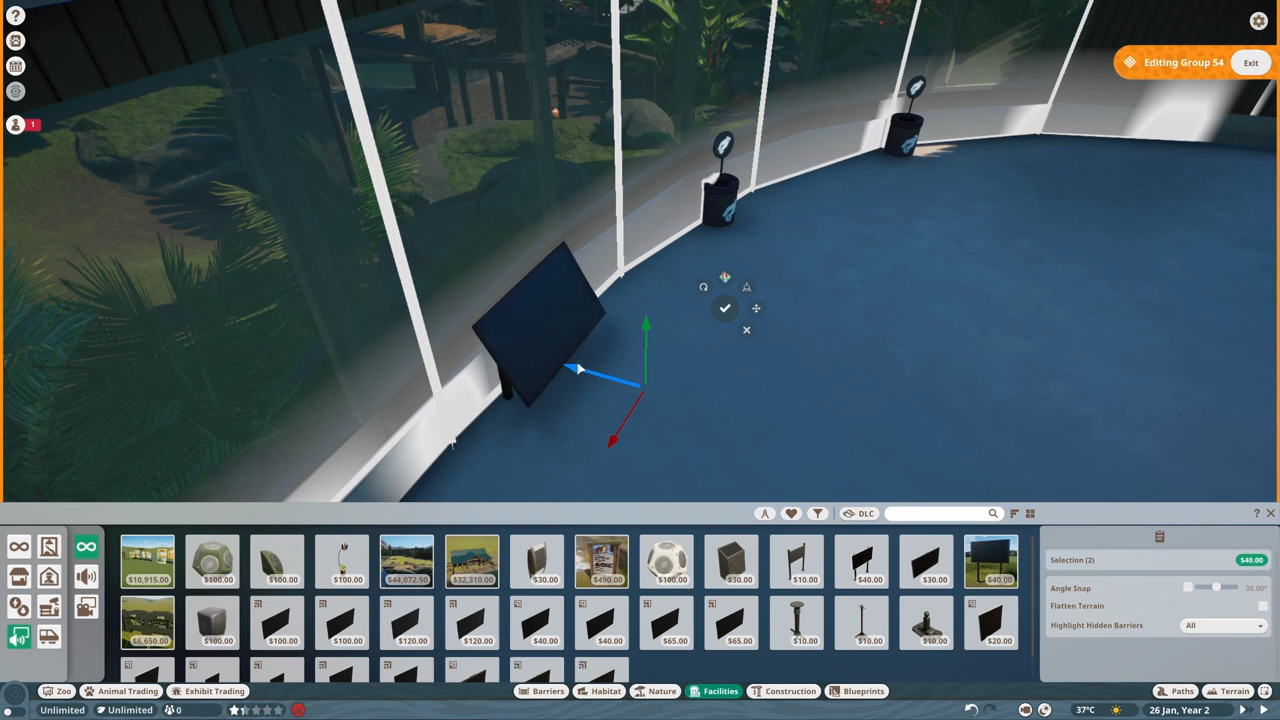 ?
Editing Group 54
Exit
1
DLC
?
$10,915.00
$100.00
$100.00
$100.00
$44,072.50
$32,310.00
$30.00
$490.00
$100.00
$30.00
$10.00
$40.00
$30.00
$40.00
$6,650.00
$100.00
$100.00
$100.00
$120.00
$120.00
$40.00
$40.00
$65.00
$65.00
$10.00
$10.00
$10.00
$20.00
Selection (2)
$40.00
Angle Snap
30.00°
Flatten Terrain
Highlight Hidden Barriers
All
Zoo
Animal Trading
Exhibit Trading
Barriers
Habitat
Nature
Facilities
Construction
Blueprints
Paths
Terrain
Unlimited
Unlimited
0
37°C
26 Jan, Year 2